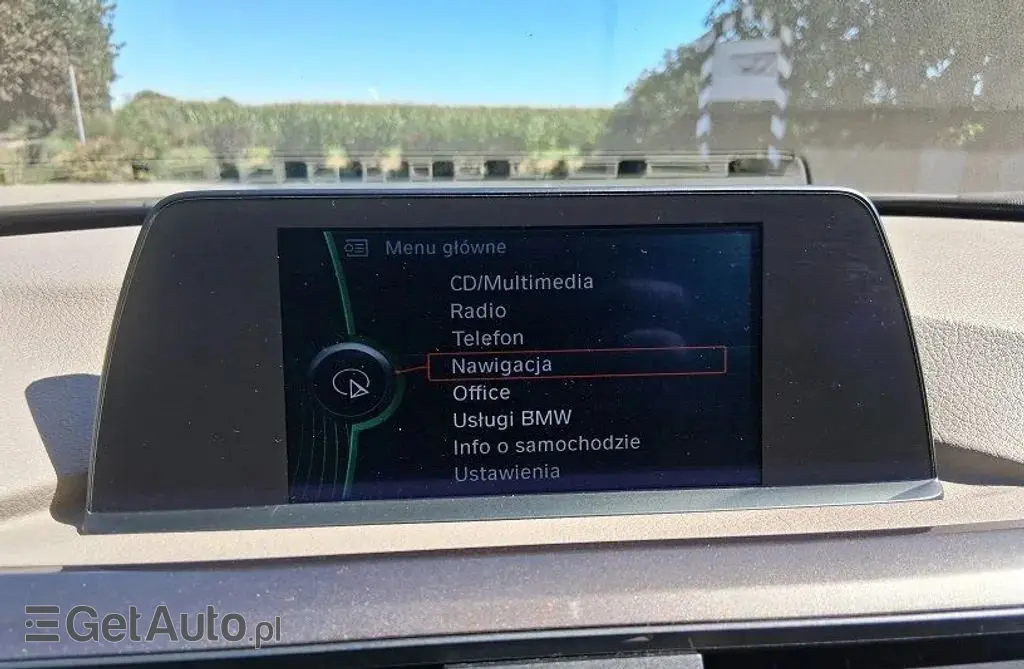 Menu główne
CD/Multimedia
Radio
Telefon
Nawigacja
Office
Usługi BMW
Info o samochodzie
Ustawienia
GetAuto.pl